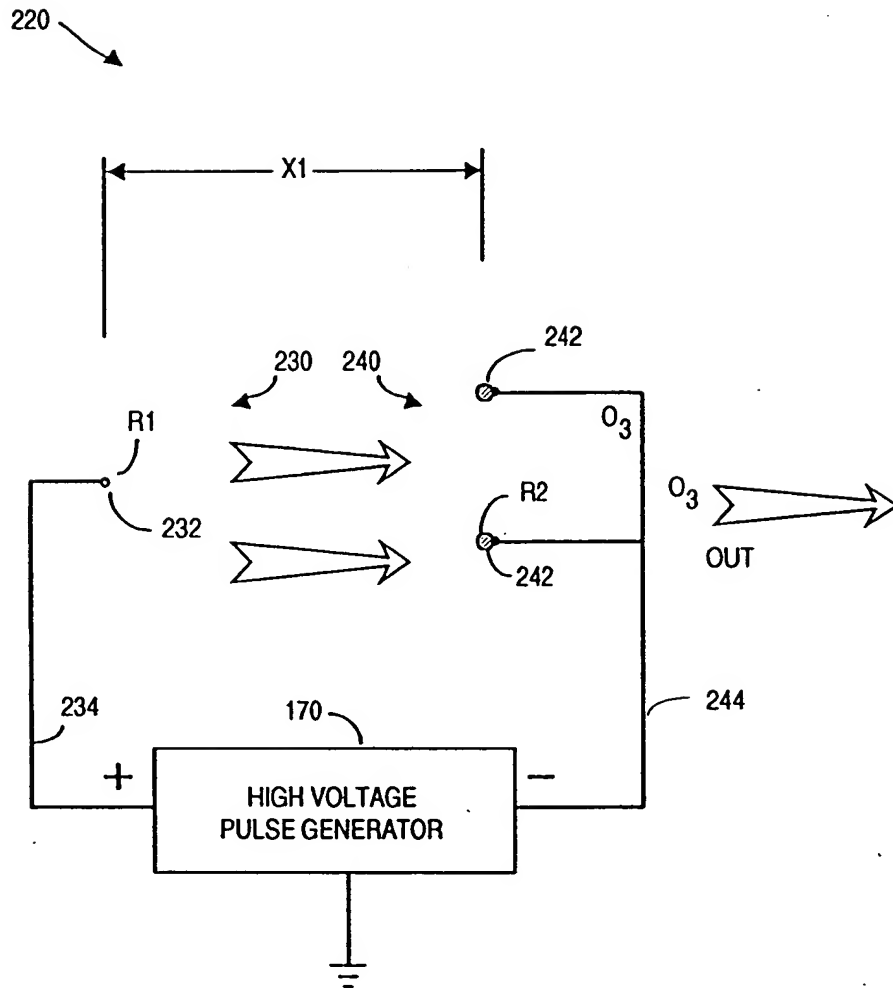 220
X1
242
230
240
O3
R1
R2
O3
232
242
OUT
234
170
244
+
−
HIGH VOLTAGE
PULSE GENERATOR